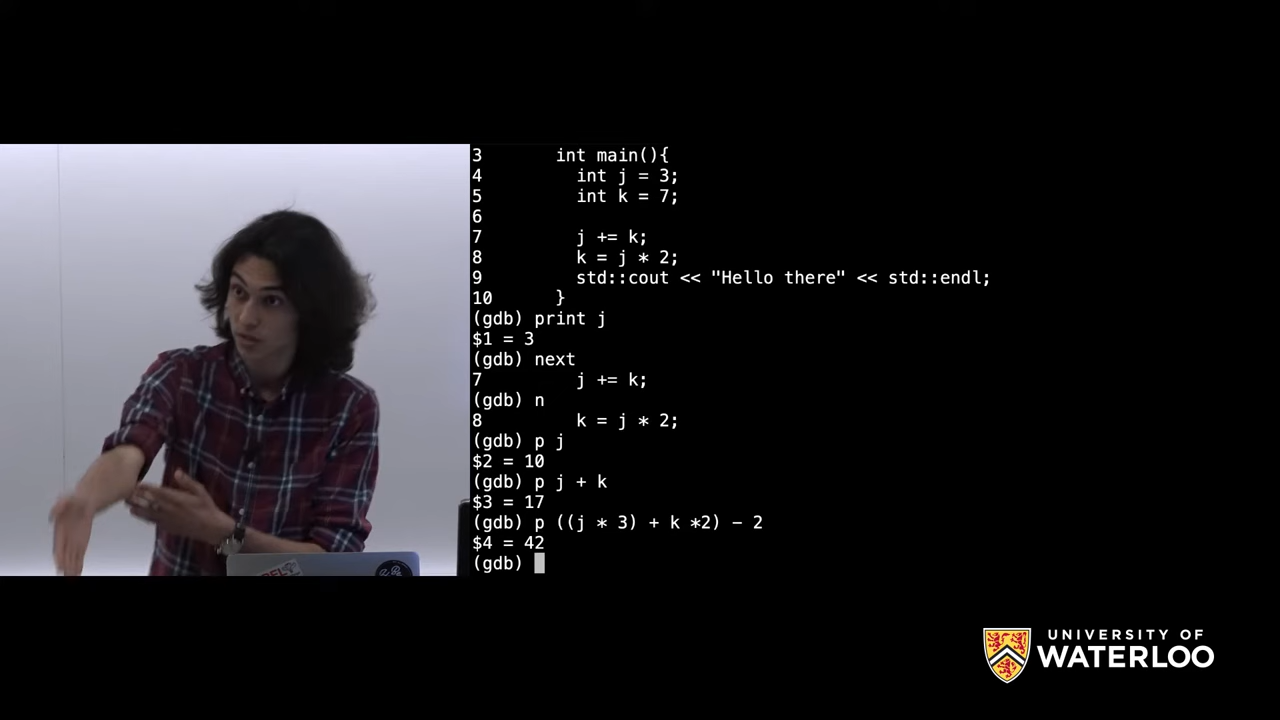 3 int main(){
4 int j = 3;
5 int k = 7;
6
7 j += k;
8 k = j * 2;
9 std::cout << "Hello there" << std::endl;
10 }
(gdb) print j
$1 = 3
(gdb) next
7 j += k;
(gdb) n
8 k = j * 2;
(gdb) p j
$2 = 10
(gdb) p j + k
$3 = 17
(gdb) p ((j * 3) + k *2) - 2
$4 = 42
(gdb)
UNIVERSITY OF
WATERLOO